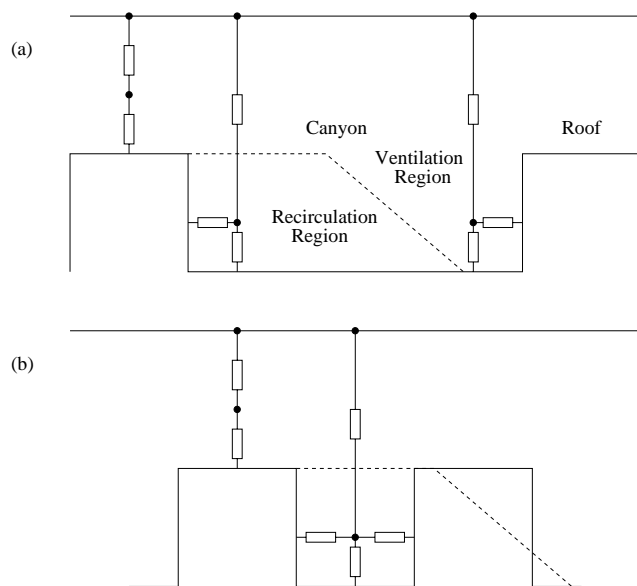 (a)
Canyon
Roof
Ventilation
Region
Recirculation
Region
(b)